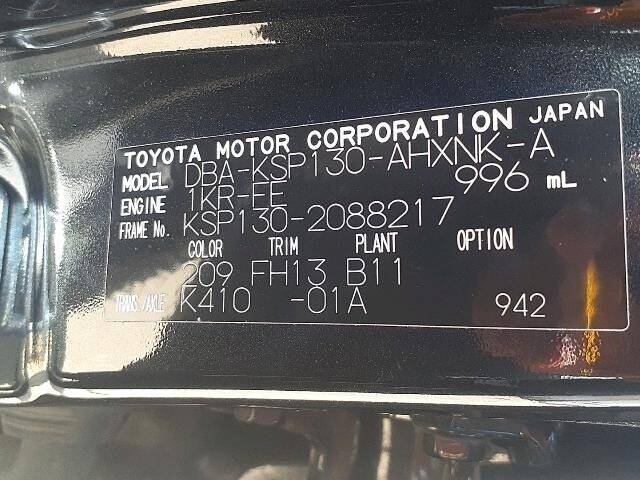 TOYOTA MOTOR CORPORATION JAPAN
MODEL DBA-KSP130-AHXNK-A
ENGINE 1KR-FE 996 mL
FRAME No. KSP130-2088217
COLOR TRIM PLANT OPTION
209 FH13 B11
TRANS./AXLE K410 -01A 942